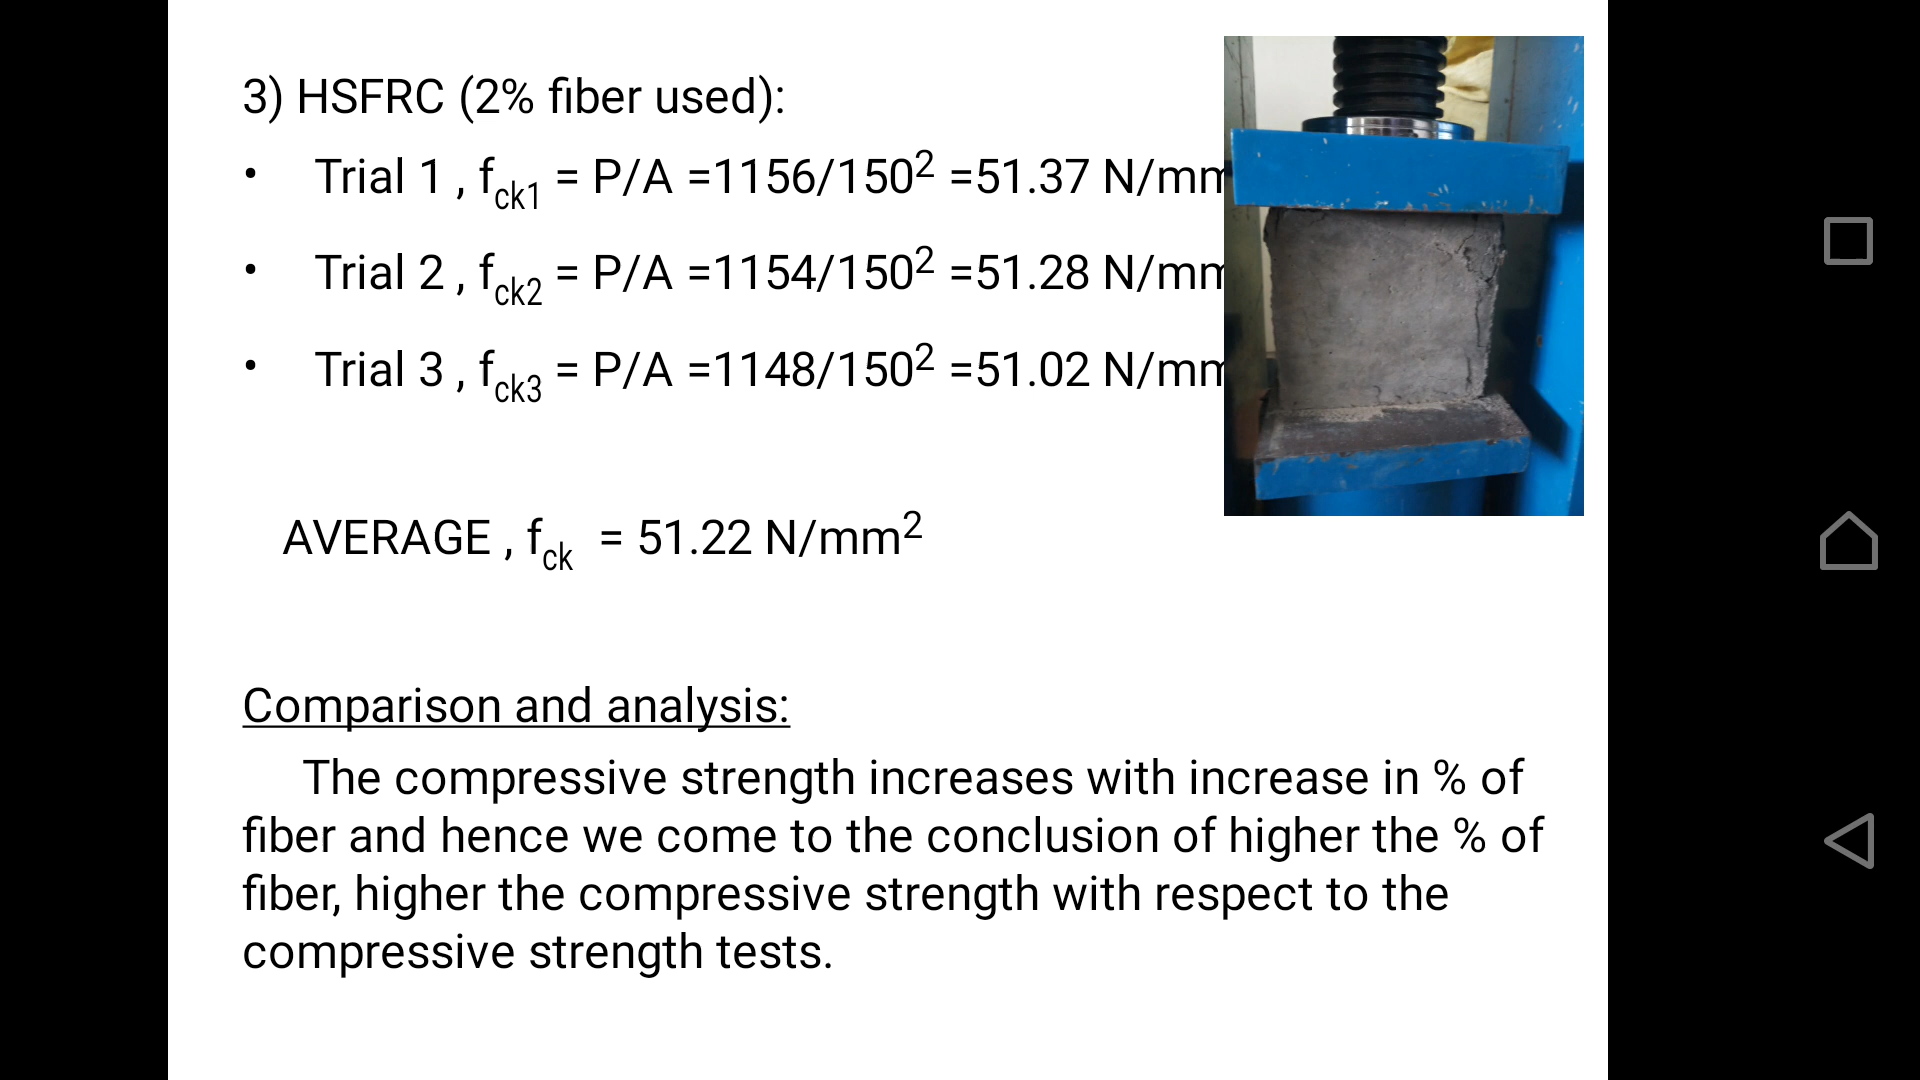 3) HSFRC (2% fiber used):
• Trial 1 , fck1 = P/A =1156/150² =51.37 N/mm
• Trial 2 , fck2 = P/A =1154/150² =51.28 N/mm
• Trial 3 , fck3 = P/A =1148/150² =51.02 N/mm
AVERAGE , fck = 51.22 N/mm²
Comparison and analysis:
The compressive strength increases with increase in % of
fiber and hence we come to the conclusion of higher the % of
fiber, higher the compressive strength with respect to the
compressive strength tests.